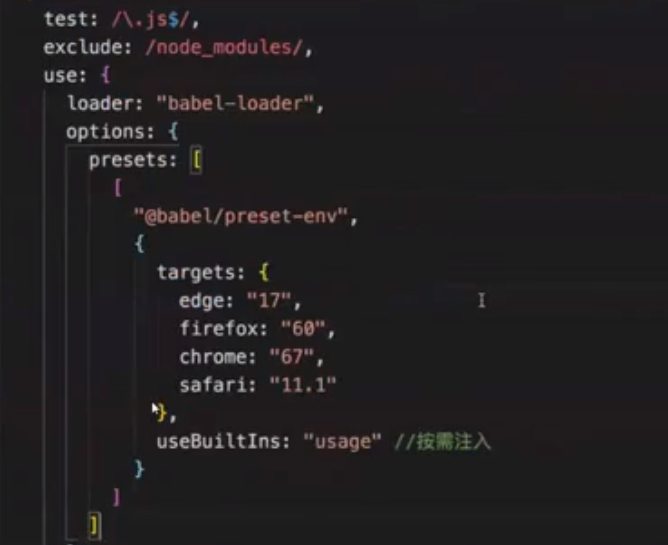 test: /\.js$/,
exclude: /node_modules/,
use: {
loader: "babel-loader",
options: {
presets: [
[
"@babel/preset-env",
{
targets: {
edge: "17",
firefox: "60",
chrome: "67",
safari: "11.1"
},
useBuiltIns: "usage" //按需注入
}
]
]